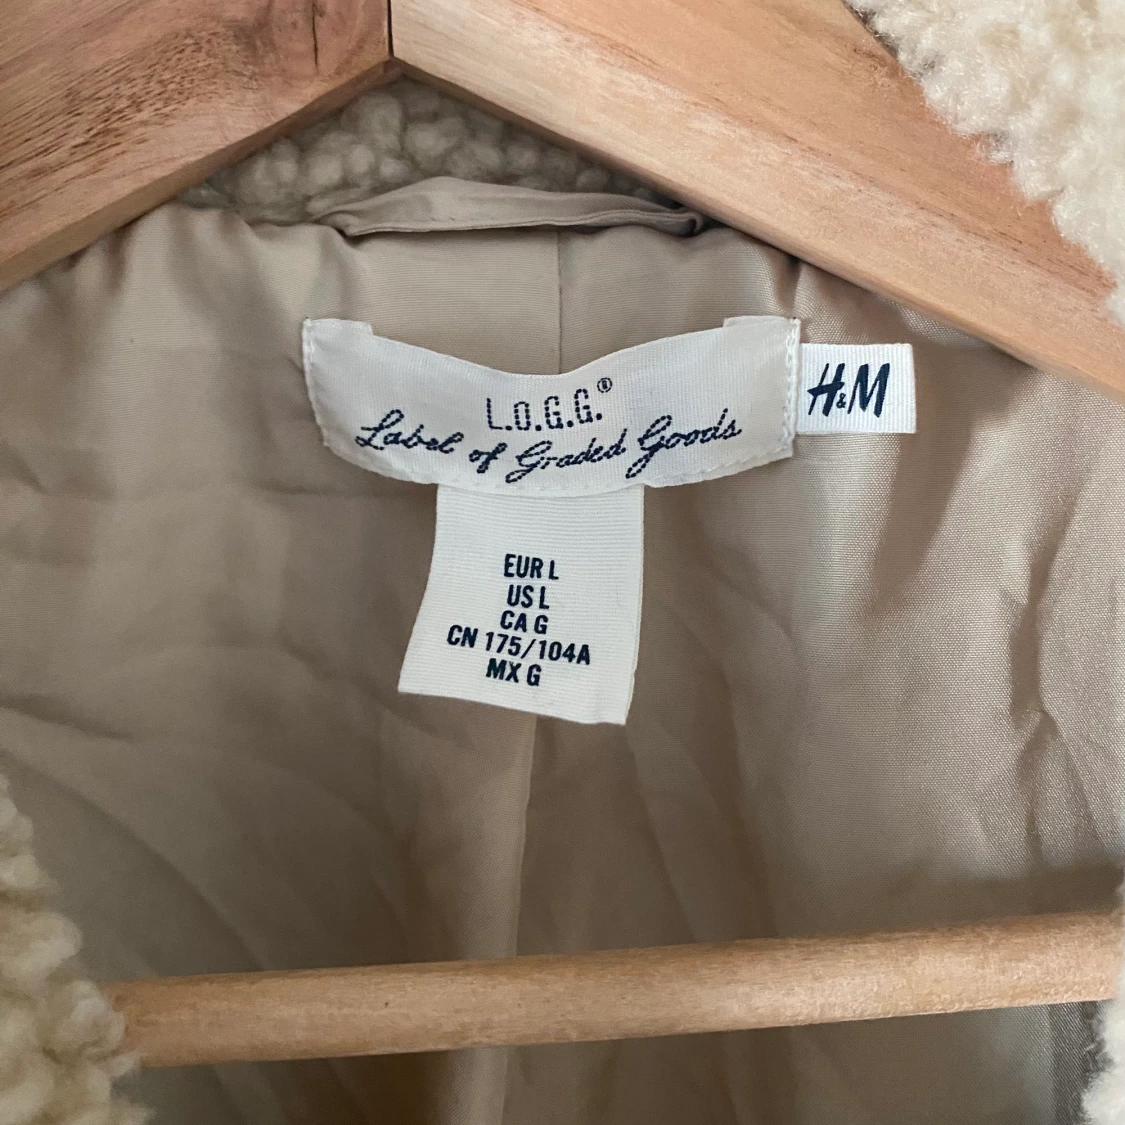 L.O.G.G.®
Label of Graded Goods
H&M
EUR L
US L
CA G
CN 175/104A
MX G